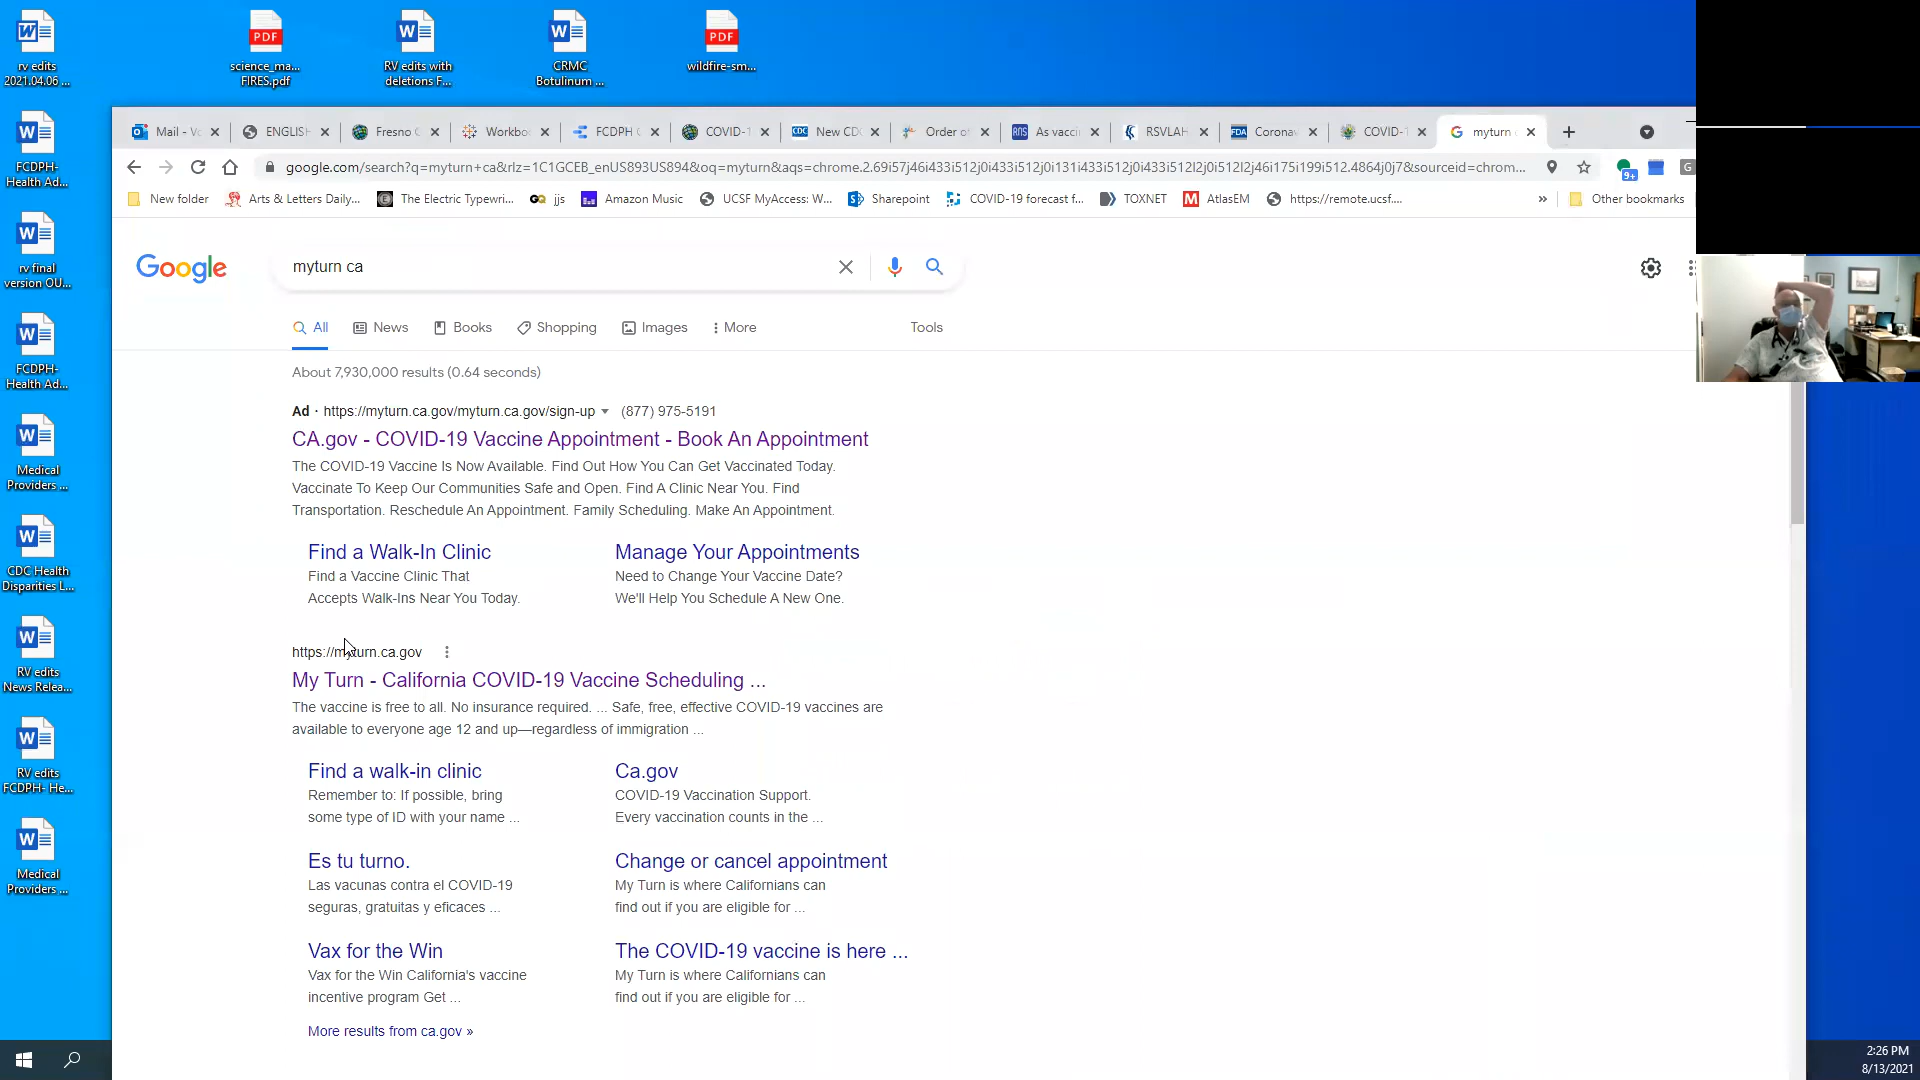 rv edits
2021.04.06 ...
science_ma...
FIRES.pdf
RV edits with
deletions F...
CRMC
Botulinum ...
wildfire-sm...
FCDPH-
Health Ad...
rv final
version OU...
FCDPH-
Health Ad...
Medical
Providers ...
CDC Health
Disparities L...
RV edits
News Relea...
RV edits
FCDPH- He...
Medical
Providers ...
Mail - Vo
ENGLISH
Fresno C
Workbo
FCDPH C
COVID-1
New CDC
Order o
As vacci
RSVLAH
Corona
COVID-
myturn
google.com/search?q=myturn+ca&rlz=1C1GCEB_enUS893US894&oq=myturn&aqs=chrome.2.69i57j46i433i512j0i433i512j0i131i433i512j0i433i512l2j0i512l2j46i175i199i512.4864j0j7&sourceid=chrom...
9+
G
New folder
Arts & Letters Daily...
The Electric Typewri...
jjs
Amazon Music
UCSF MyAccess: W...
Sharepoint
COVID-19 forecast f...
TOXNET
AtlasEM
https://remote.ucsf....
»
Other bookmarks
Google
myturn ca
All
News
Books
Shopping
Images
More
Tools
About 7,930,000 results (0.64 seconds)
Ad · https://myturn.ca.gov/myturn.ca.gov/sign-up (877) 975-5191
CA.gov - COVID-19 Vaccine Appointment - Book An Appointment
The COVID-19 Vaccine Is Now Available. Find Out How You Can Get Vaccinated Today.
Vaccinate To Keep Our Communities Safe and Open. Find A Clinic Near You. Find
Transportation. Reschedule An Appointment. Family Scheduling. Make An Appointment.
Find a Walk-In Clinic
Find a Vaccine Clinic That
Accepts Walk-Ins Near You Today.
Manage Your Appointments
Need to Change Your Vaccine Date?
We'll Help You Schedule A New One.
https://myturn.ca.gov
My Turn - California COVID-19 Vaccine Scheduling ...
The vaccine is free to all. No insurance required. ... Safe, free, effective COVID-19 vaccines are
available to everyone age 12 and up—regardless of immigration ...
Find a walk-in clinic
Remember to: If possible, bring
some type of ID with your name ...
Ca.gov
COVID-19 Vaccination Support.
Every vaccination counts in the ...
Es tu turno.
Las vacunas contra el COVID-19
seguras, gratuitas y eficaces ...
Change or cancel appointment
My Turn is where Californians can
find out if you are eligible for ...
Vax for the Win
Vax for the Win California's vaccine
incentive program Get ...
The COVID-19 vaccine is here ...
My Turn is where Californians can
find out if you are eligible for ...
More results from ca.gov »
2:26 PM
8/13/2021